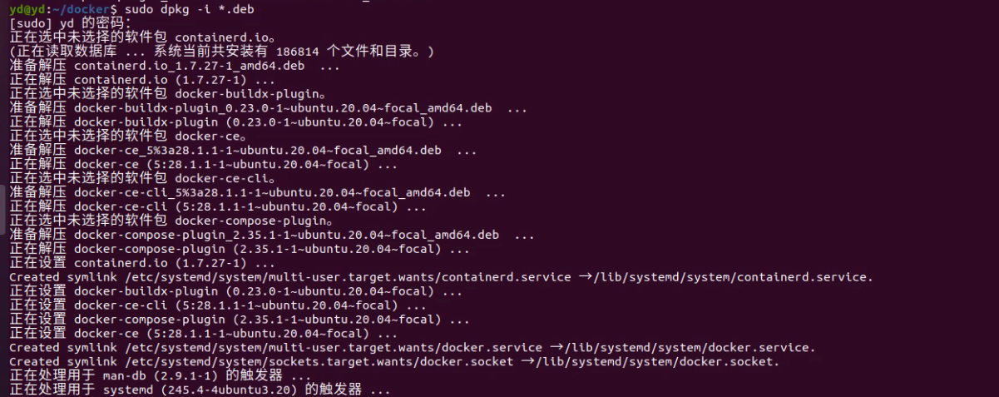 yd@yd:~/docker$ sudo dpkg -i *.deb
[sudo] yd 的密码：
正在选中未选择的软件包 containerd.io。
(正在读取数据库 ... 系统当前共安装有 186814 个文件和目录。)
准备解压 containerd.io_1.7.27-1_amd64.deb  ...
正在解压 containerd.io (1.7.27-1) ...
正在选中未选择的软件包 docker-buildx-plugin。
准备解压 docker-buildx-plugin_0.23.0-1~ubuntu.20.04~focal_amd64.deb  ...
正在解压 docker-buildx-plugin (0.23.0-1~ubuntu.20.04~focal) ...
正在选中未选择的软件包 docker-ce。
准备解压 docker-ce_5%3a28.1.1-1~ubuntu.20.04~focal_amd64.deb  ...
正在解压 docker-ce (5:28.1.1-1~ubuntu.20.04~focal) ...
正在选中未选择的软件包 docker-ce-cli。
准备解压 docker-ce-cli_5%3a28.1.1-1~ubuntu.20.04~focal_amd64.deb  ...
正在解压 docker-ce-cli (5:28.1.1-1~ubuntu.20.04~focal) ...
正在选中未选择的软件包 docker-compose-plugin。
准备解压 docker-compose-plugin_2.35.1-1~ubuntu.20.04~focal_amd64.deb  ...
正在解压 docker-compose-plugin (2.35.1-1~ubuntu.20.04~focal) ...
正在设置 containerd.io (1.7.27-1) ...
Created symlink /etc/systemd/system/multi-user.target.wants/containerd.service →/lib/systemd/system/containerd.service.
正在设置 docker-buildx-plugin (0.23.0-1~ubuntu.20.04~focal) ...
正在设置 docker-ce-cli (5:28.1.1-1~ubuntu.20.04~focal) ...
正在设置 docker-compose-plugin (2.35.1-1~ubuntu.20.04~focal) ...
正在设置 docker-ce (5:28.1.1-1~ubuntu.20.04~focal) ...
Created symlink /etc/systemd/system/multi-user.target.wants/docker.service →/lib/systemd/system/docker.service.
Created symlink /etc/systemd/system/sockets.target.wants/docker.socket →/lib/systemd/system/docker.socket.
正在处理用于 man-db (2.9.1-1) 的触发器 ...
正在处理用于 systemd (245.4-4ubuntu3.20) 的触发器 ...